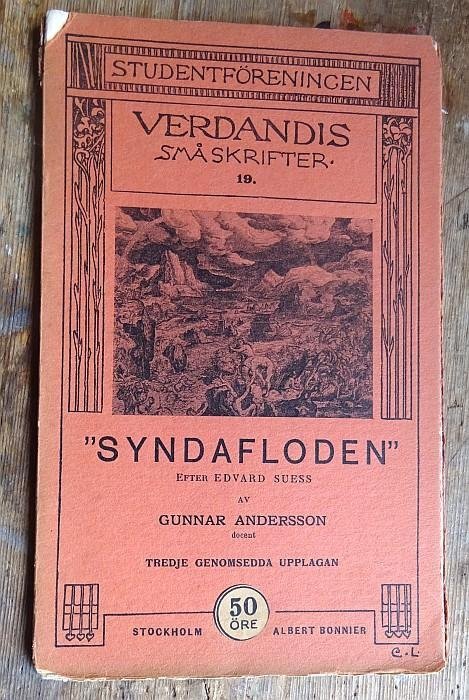 STUDENTFÖRENINGEN
VERDANDIS
SMÅSKRIFTER.
19.
"SYNDAFLODEN"
EFTER EDVARD SUESS
AV
GUNNAR ANDERSSON
docent
TREDJE GENOMSEDDA UPPLAGAN
50
ÖRE
STOCKHOLM ALBERT BONNIER
C.L.